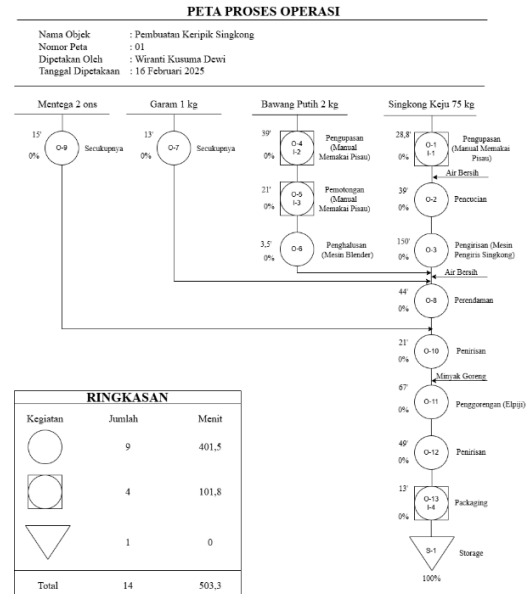 PETA PROSES OPERASI
Nama Objek : Pembuatan Keripik Singkong
Nomor Peta : 01
Dipetakan Oleh : Wiranti Kusuma Dewi
Tanggal Dipetakaan : 16 Februari 2025
Mentega 2 ons
Garam 1 kg
Bawang Putih 2 kg
Singkong Keju 75 kg
15'
0%
O-9
Secukupnya
13'
0%
O-7
Secukupnya
39'
0%
O-4
I-2
Pengupasan
(Manual
Memakai Pisau)
21'
0%
O-5
I-3
Pemotongan
(Manual
Memakai Pisau)
3,5'
0%
O-6
Penghalusan
(Mesin Blender)
28,8'
0%
O-1
I-1
Pengupasan
(Manual Memakai
Pisau)
Air Bersih
39'
0%
O-2
Pencucian
150'
0%
O-3
Pengirisan (Mesin
Pengiris Singkong)
Air Bersih
44'
0%
O-8
Perendaman
21'
0%
O-10
Penirisan
Minyak Goreng
67'
0%
O-11
Penggorengan (Elpiji)
49'
0%
O-12
Penirisan
13'
0%
O-13
I-4
Packaging
S-1
Storage
100%
RINGKASAN
Kegiatan Jumlah Menit
9 401,5
4 101,8
1 0
Total 14 503,3